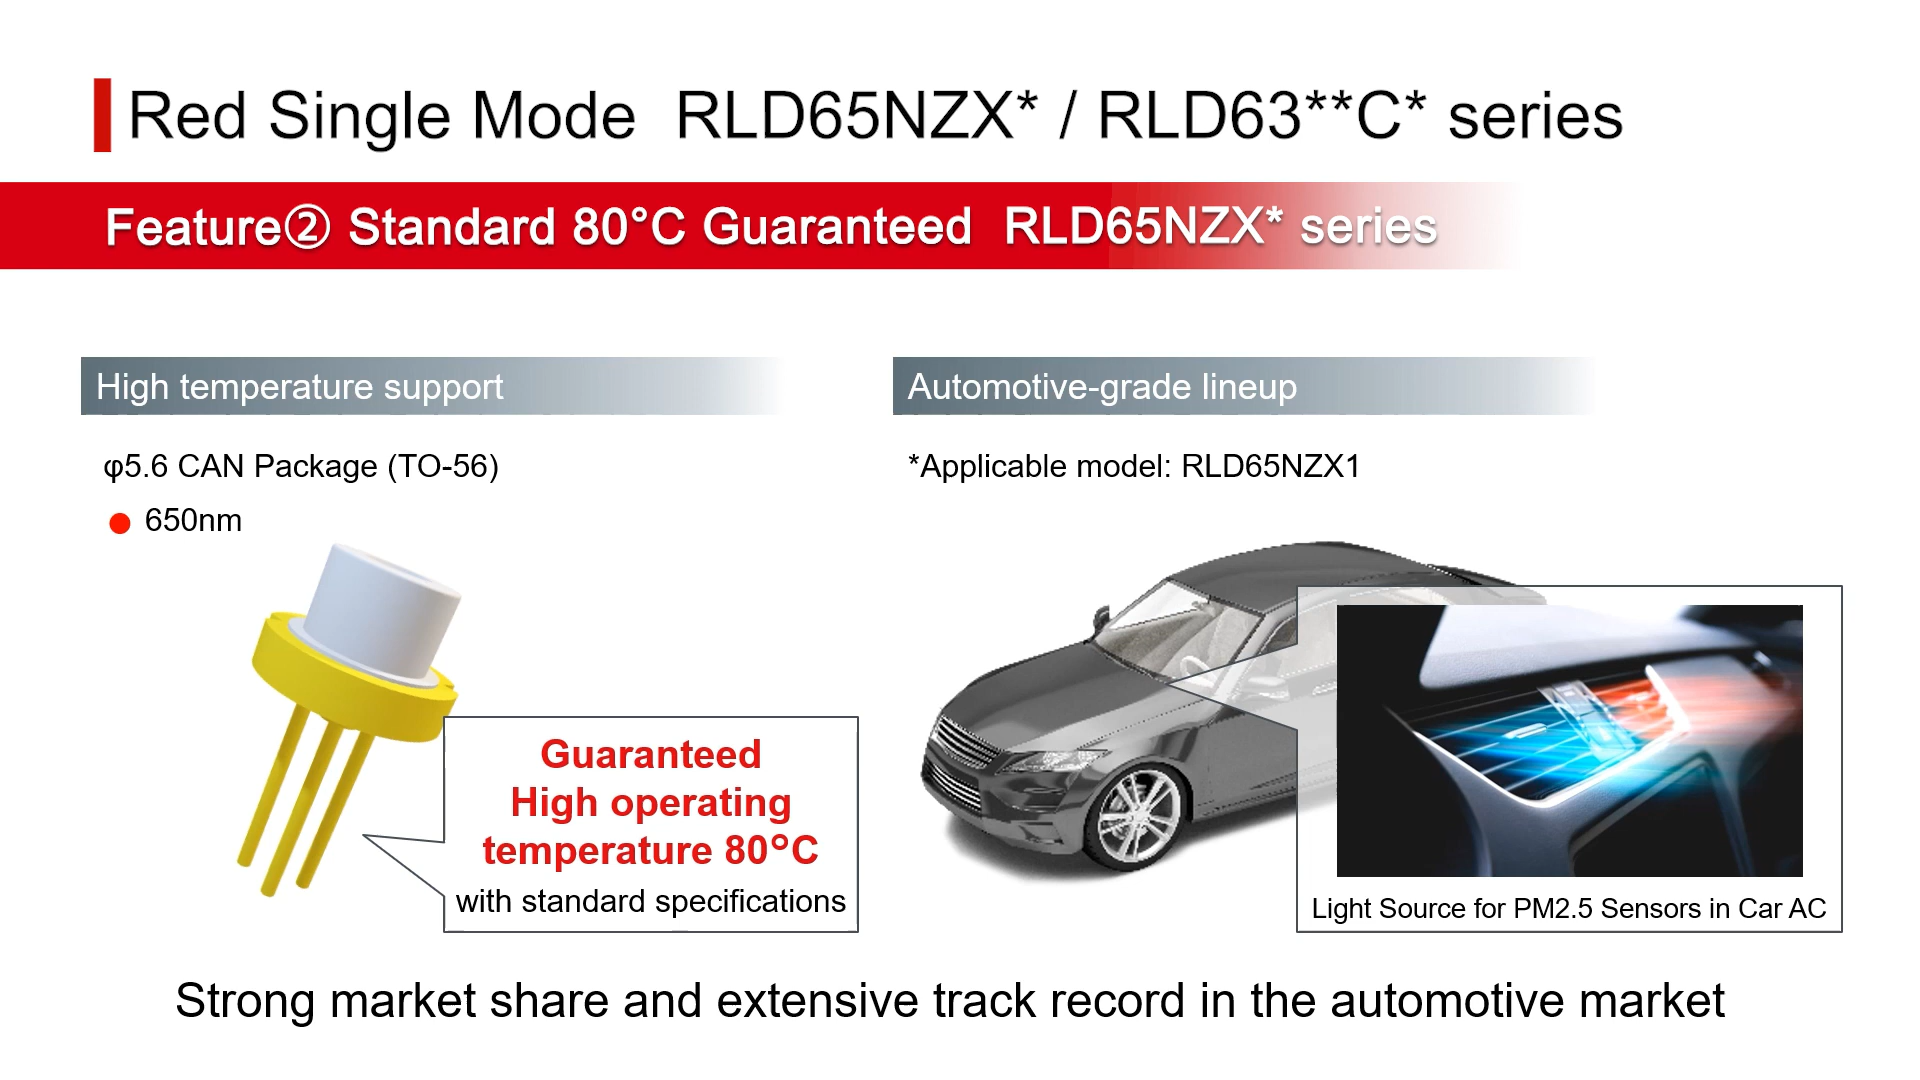 Red Single Mode  RLD65NZX* / RLD63**C* series
Feature② Standard 80°C Guaranteed  RLD65NZX* series
High temperature support
φ5.6 CAN Package (TO-56)
650nm
Guaranteed
High operating
temperature 80°C
with standard specifications
Automotive-grade lineup
*Applicable model: RLD65NZX1
Light Source for PM2.5 Sensors in Car AC
Strong market share and extensive track record in the automotive market